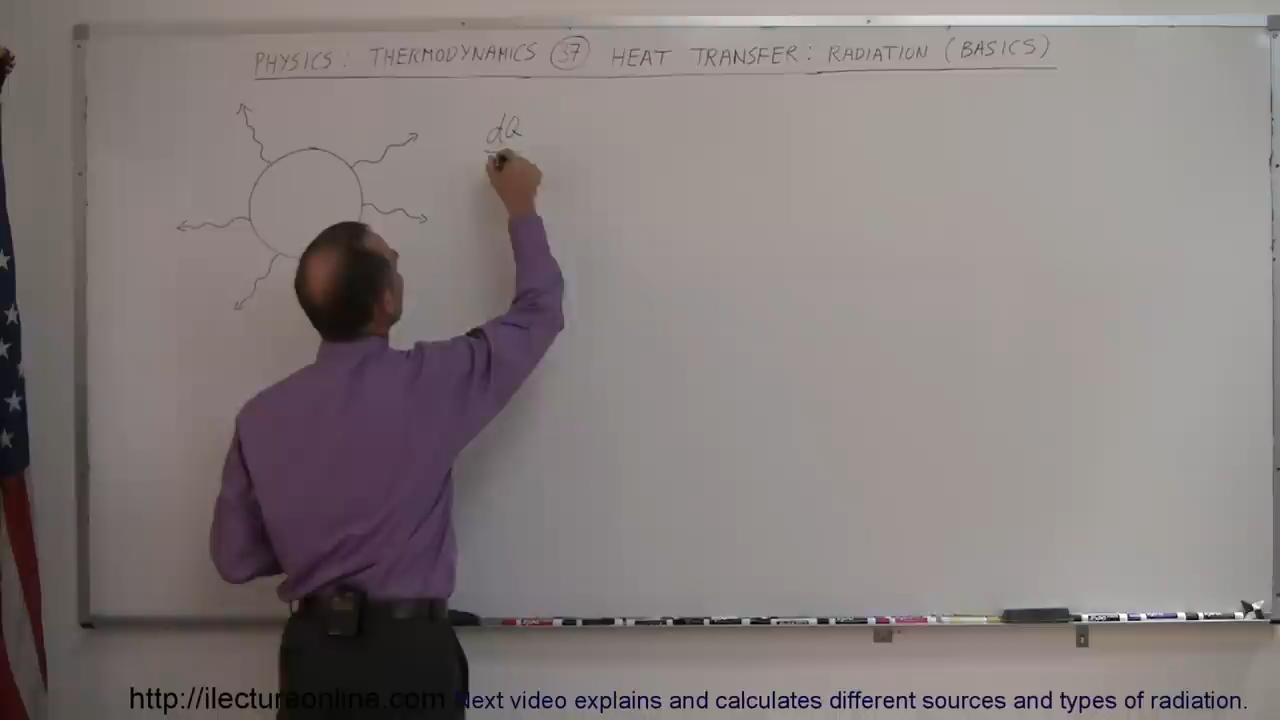 PHYSICS: THERMODYNAMICS 37 HEAT TRANSFER: RADIATION (BASICS)
dQ
http://ilectureonline.com Next video explains and calculates different sources and types of radiation.